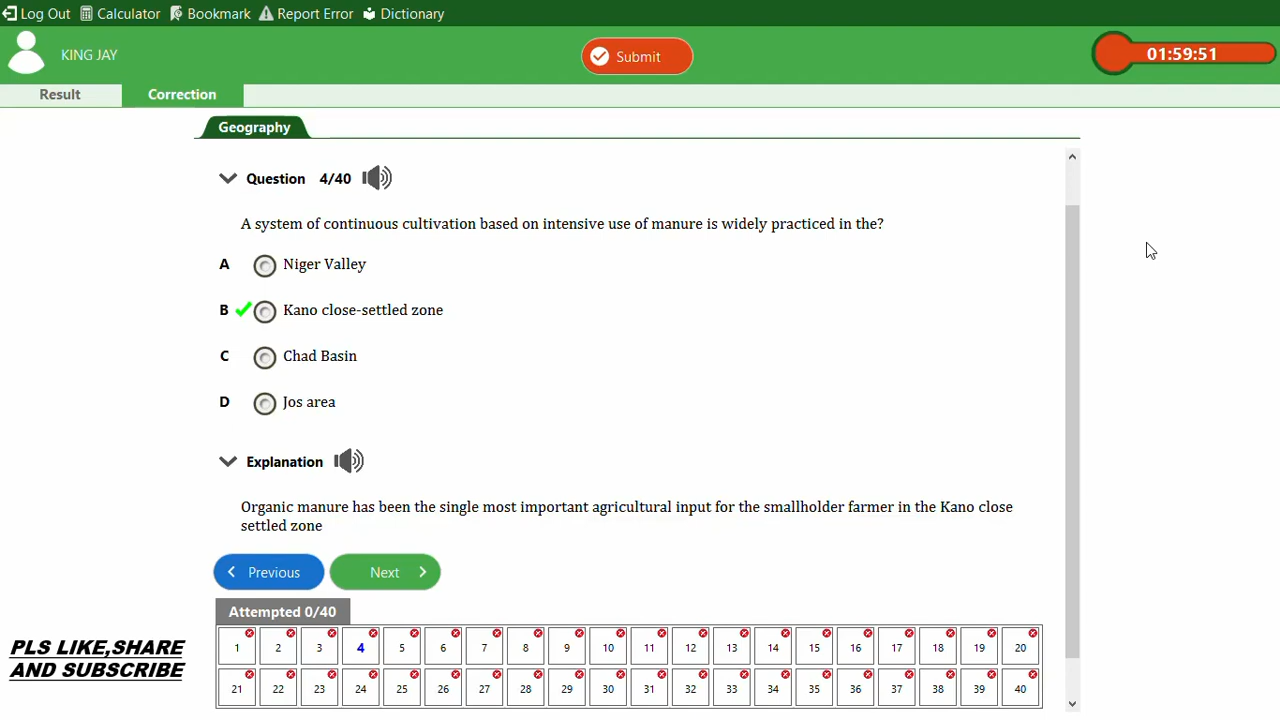 Log Out Calculator Bookmark Report Error Dictionary
KING JAY
Submit
01:59:51
Result Correction
Geography
Question 4/40
A system of continuous cultivation based on intensive use of manure is widely practiced in the?
A Niger Valley
B Kano close-settled zone
C Chad Basin
D Jos area
Explanation
Organic manure has been the single most important agricultural input for the smallholder farmer in the Kano close
settled zone
Previous Next
Attempted 0/40
PLS LIKE,SHARE
AND SUBSCRIBE
1 2 3 4 5 6 7 8 9 10 11 12 13 14 15 16 17 18 19 20
21 22 23 24 25 26 27 28 29 30 31 32 33 34 35 36 37 38 39 40